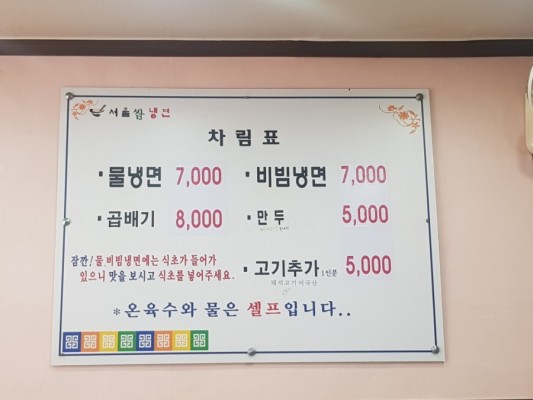 서울쌈냉면
차림표
·물냉면 7,000 ·비빔냉면 7,000
·곱배기 8,000 ·만두 5,000
잠깐! 물.비빔냉면에는 식초가 들어가
있으니 맛을 보시고 식초를 넣어주세요.
·고기추가 1인분 5,000
돼지고기 미국산
*온육수와 물은 셀프입니다..